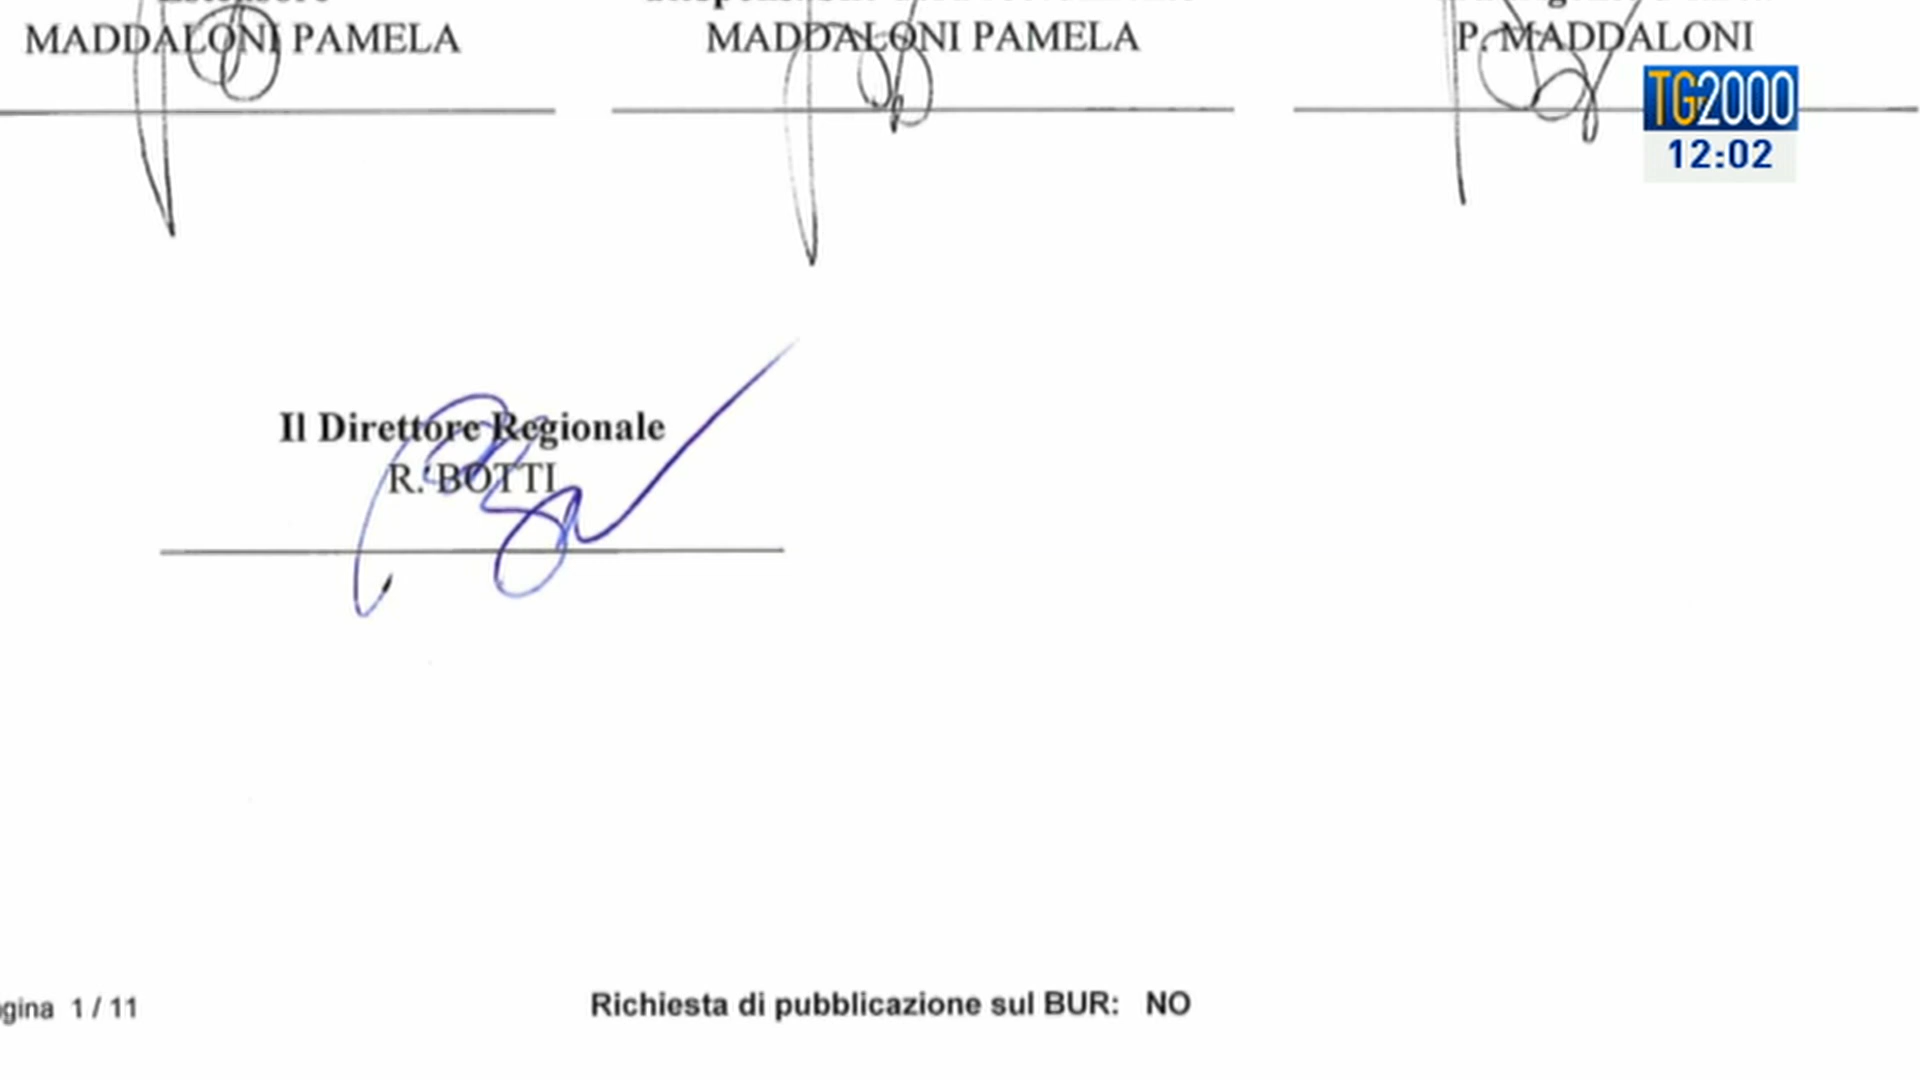 MADDALONI PAMELA
MADDALONI PAMELA
P. MADDALONI
TG2000
12:02
Il Direttore Regionale
R. BOTTI
gina 1 / 11
Richiesta di pubblicazione sul BUR: NO